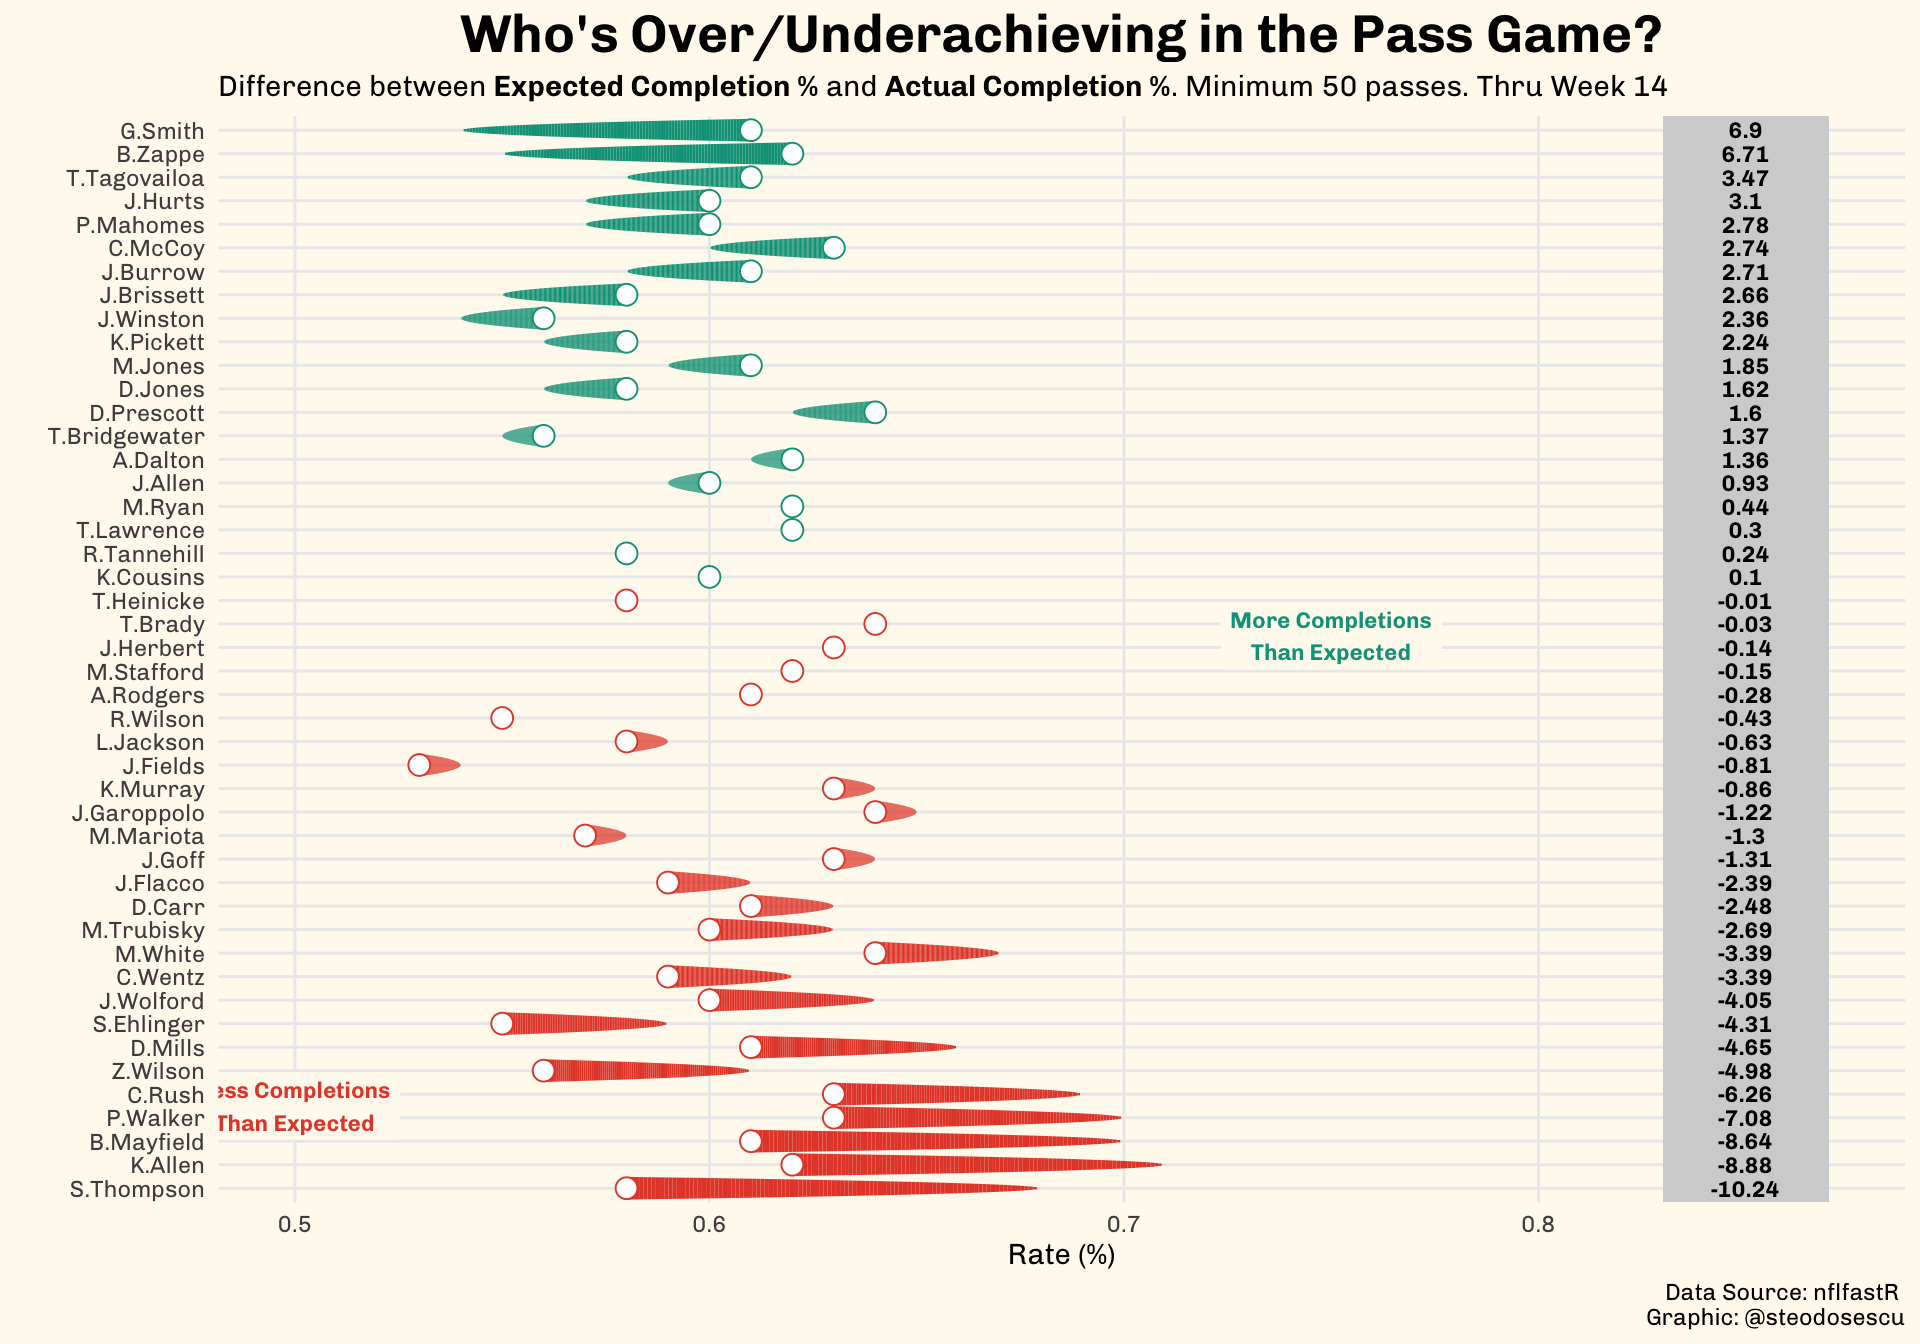 Who's Over/Underachieving in the Pass Game?
Difference between Expected Completion % and Actual Completion %. Minimum 50 passes. Thru Week 14
G.Smith 6.9
B.Zappe 6.71
T.Tagovailoa 3.47
J.Hurts 3.1
P.Mahomes 2.78
C.McCoy 2.74
J.Burrow 2.71
J.Brissett 2.66
J.Winston 2.36
K.Pickett 2.24
M.Jones 1.85
D.Jones 1.62
D.Prescott 1.6
T.Bridgewater 1.37
A.Dalton 1.36
J.Allen 0.93
M.Ryan 0.44
T.Lawrence 0.3
R.Tannehill 0.24
K.Cousins 0.1
T.Heinicke -0.01
More Completions
T.Brady -0.03
J.Herbert -0.14
Than Expected
M.Stafford -0.15
A.Rodgers -0.28
R.Wilson -0.43
L.Jackson -0.63
J.Fields -0.81
K.Murray -0.86
J.Garoppolo -1.22
M.Mariota -1.3
J.Goff -1.31
J.Flacco -2.39
D.Carr -2.48
M.Trubisky -2.69
M.White -3.39
C.Wentz -3.39
J.Wolford -4.05
S.Ehlinger -4.31
D.Mills -4.65
Z.Wilson -4.98
ess Completions
C.Rush -6.26
P.Walker -7.08
Than Expected
B.Mayfield -8.64
K.Allen -8.88
S.Thompson -10.24
0.5 0.6 0.7 0.8
Rate (%)
Data Source: nflfastR
Graphic: @steodosescu